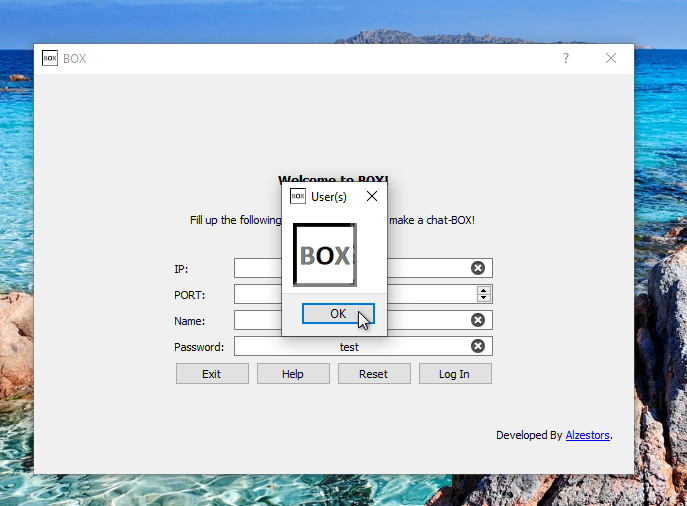 BOX BOX ?
Welcome to BOX!
BOX User(s)
Fill up the following make a chat-BOX!
BOX
IP:
PORT:
Name:
OK
Password: test
Exit Help Reset Log In
Developed By Alzestors.